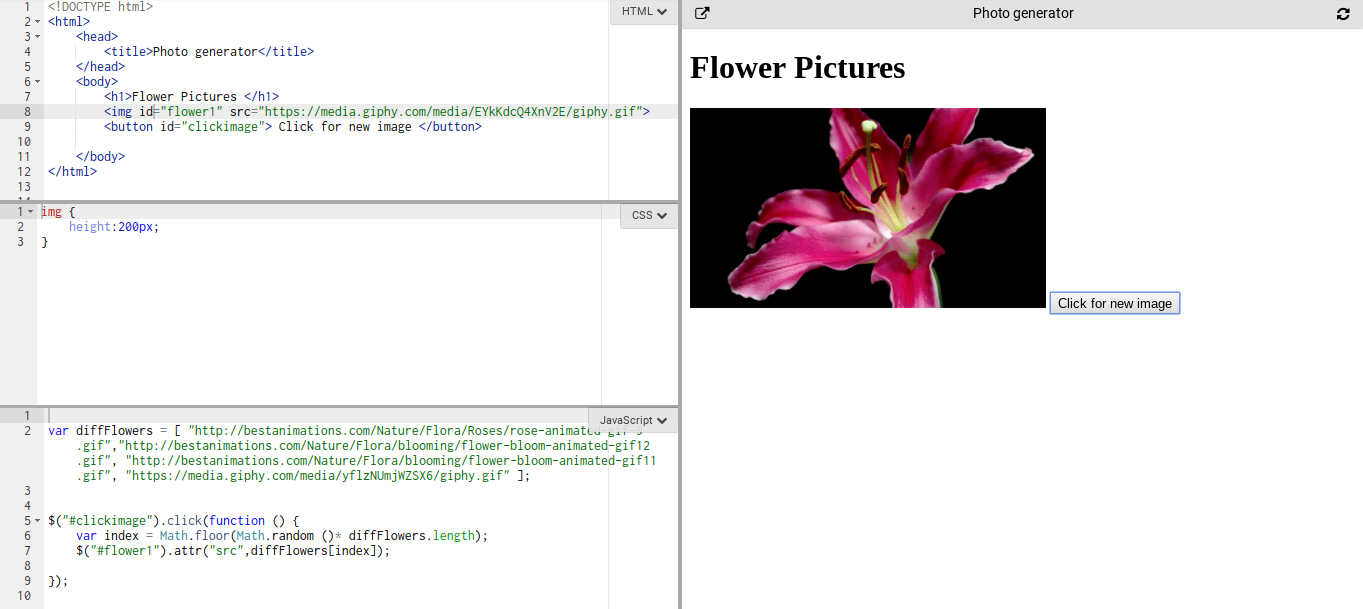 1 <!DOCTYPE html>
HTML
2 <html>
3 <head>
4 <title>Photo generator</title>
5 </head>
6 <body>
7 <h1>Flower Pictures </h1>
8 <img id="flower1" src="https://media.giphy.com/media/EYkKdcQ4XnV2E/giphy.gif">
9 <button id="clickimage"> Click for new image </button>
10
11 </body>
12 </html>
13
1 img {
CSS
2 height:200px;
3 }
1
JavaScript
2 var diffFlowers = [ "http://bestanimations.com/Nature/Flora/Roses/rose-animated-gif-
.gif","http://bestanimations.com/Nature/Flora/blooming/flower-bloom-animated-gif12
.gif", "http://bestanimations.com/Nature/Flora/blooming/flower-bloom-animated-gif11
.gif", "https://media.giphy.com/media/yflzNUmjWZSX6/giphy.gif" ];
3
4
5 $("#clickimage").click(function () {
6 var index = Math.floor(Math.random ()* diffFlowers.length);
7 $("#flower1").attr("src",diffFlowers[index]);
8
9 });
10
Photo generator
Flower Pictures
Click for new image